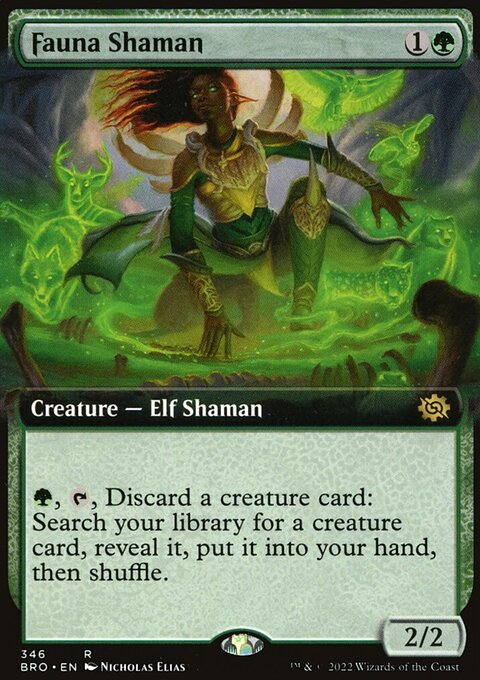 Fauna Shaman 1
Creature — Elf Shaman
, , Discard a creature card:
Search your library for a creature
card, reveal it, put it into your hand,
then shuffle.
2/2
346 R
BRO • EN Nicholas Elias
™ & © 2022 Wizards of the Coast